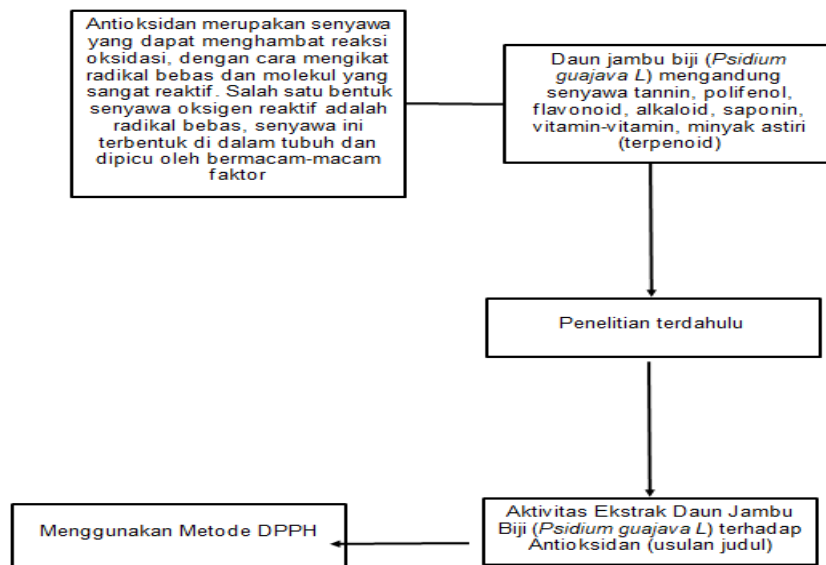 Antioksidan merupakan senyawa
yang dapat menghambat reaksi
oksidasi, dengan cara mengikat
radikal bebas dan molekul yang
sangat reaktif. Salah satu bentuk
senyawa oksigen reaktif adalah
radikal bebas, senyawa ini
terbentuk di dalam tubuh dan
dipicu oleh bermacam-macam
faktor
Daun jambu biji (Psidium
guajava L) mengandung
senyawa tannin, polifenol,
flavonoid, alkaloid, saponin,
vitamin-vitamin, minyak astiri
(terpenoid)
Penelitian terdahulu
Aktivitas Ekstrak Daun Jambu
Biji (Psidium guajava L) terhadap
Antioksidan (usulan judul)
Menggunakan Metode DPPH